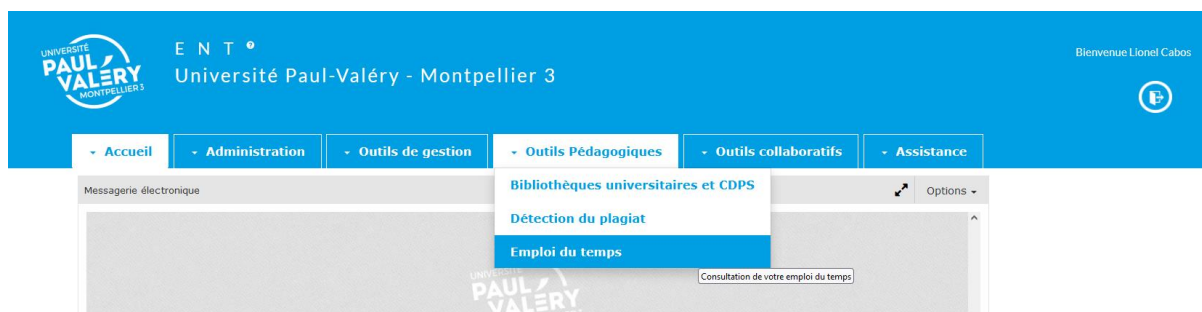 UNIVERSITÉ
PAUL
VALÉRY
MONTPELLIER 3
E N T ?
Université Paul-Valéry - Montpellier 3
Bienvenue Lionel Cabos
Accueil
Administration
Outils de gestion
Outils Pédagogiques
Outils collaboratifs
Assistance
Messagerie électronique
Options
Bibliothèques universitaires et CDPS
Détection du plagiat
Emploi du temps
Consultation de votre emploi du temps
UNIVERSITÉ
PAUL
VALÉRY